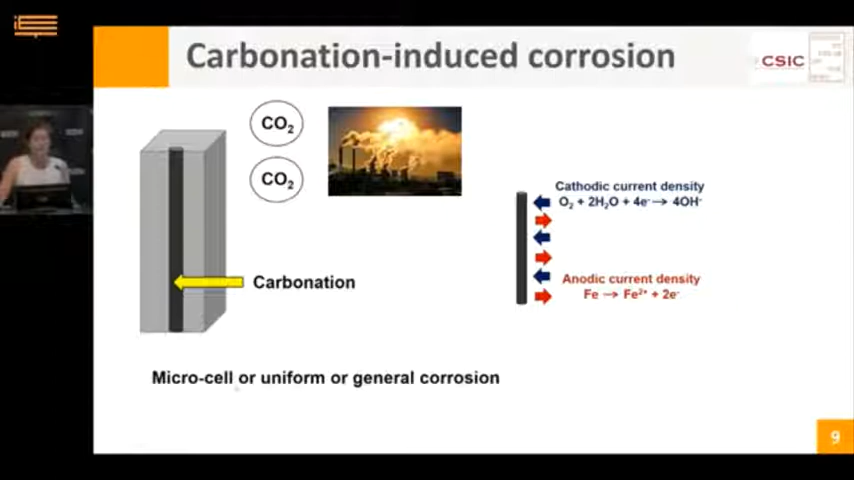 Carbonation-induced corrosion
CSIC
CO₂
CO₂
Cathodic current density
O₂ + 2H₂O + 4e⁻ → 4OH⁻
Carbonation
Anodic current density
Fe → Fe²⁺ + 2e⁻
Micro-cell or uniform or general corrosion
9